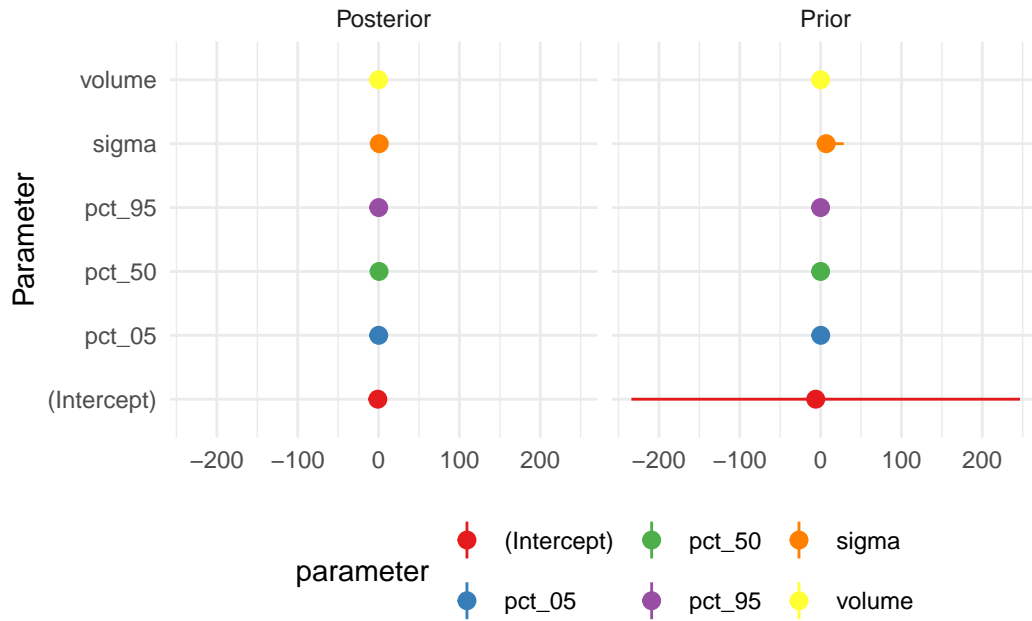 Posterior Prior
volume
sigma
pct_95
pct_50
pct_05
(Intercept)
Parameter
−200 −100 0 100 200 −200 −100 0 100 200
parameter
(Intercept) pct_50 sigma
pct_05 pct_95 volume